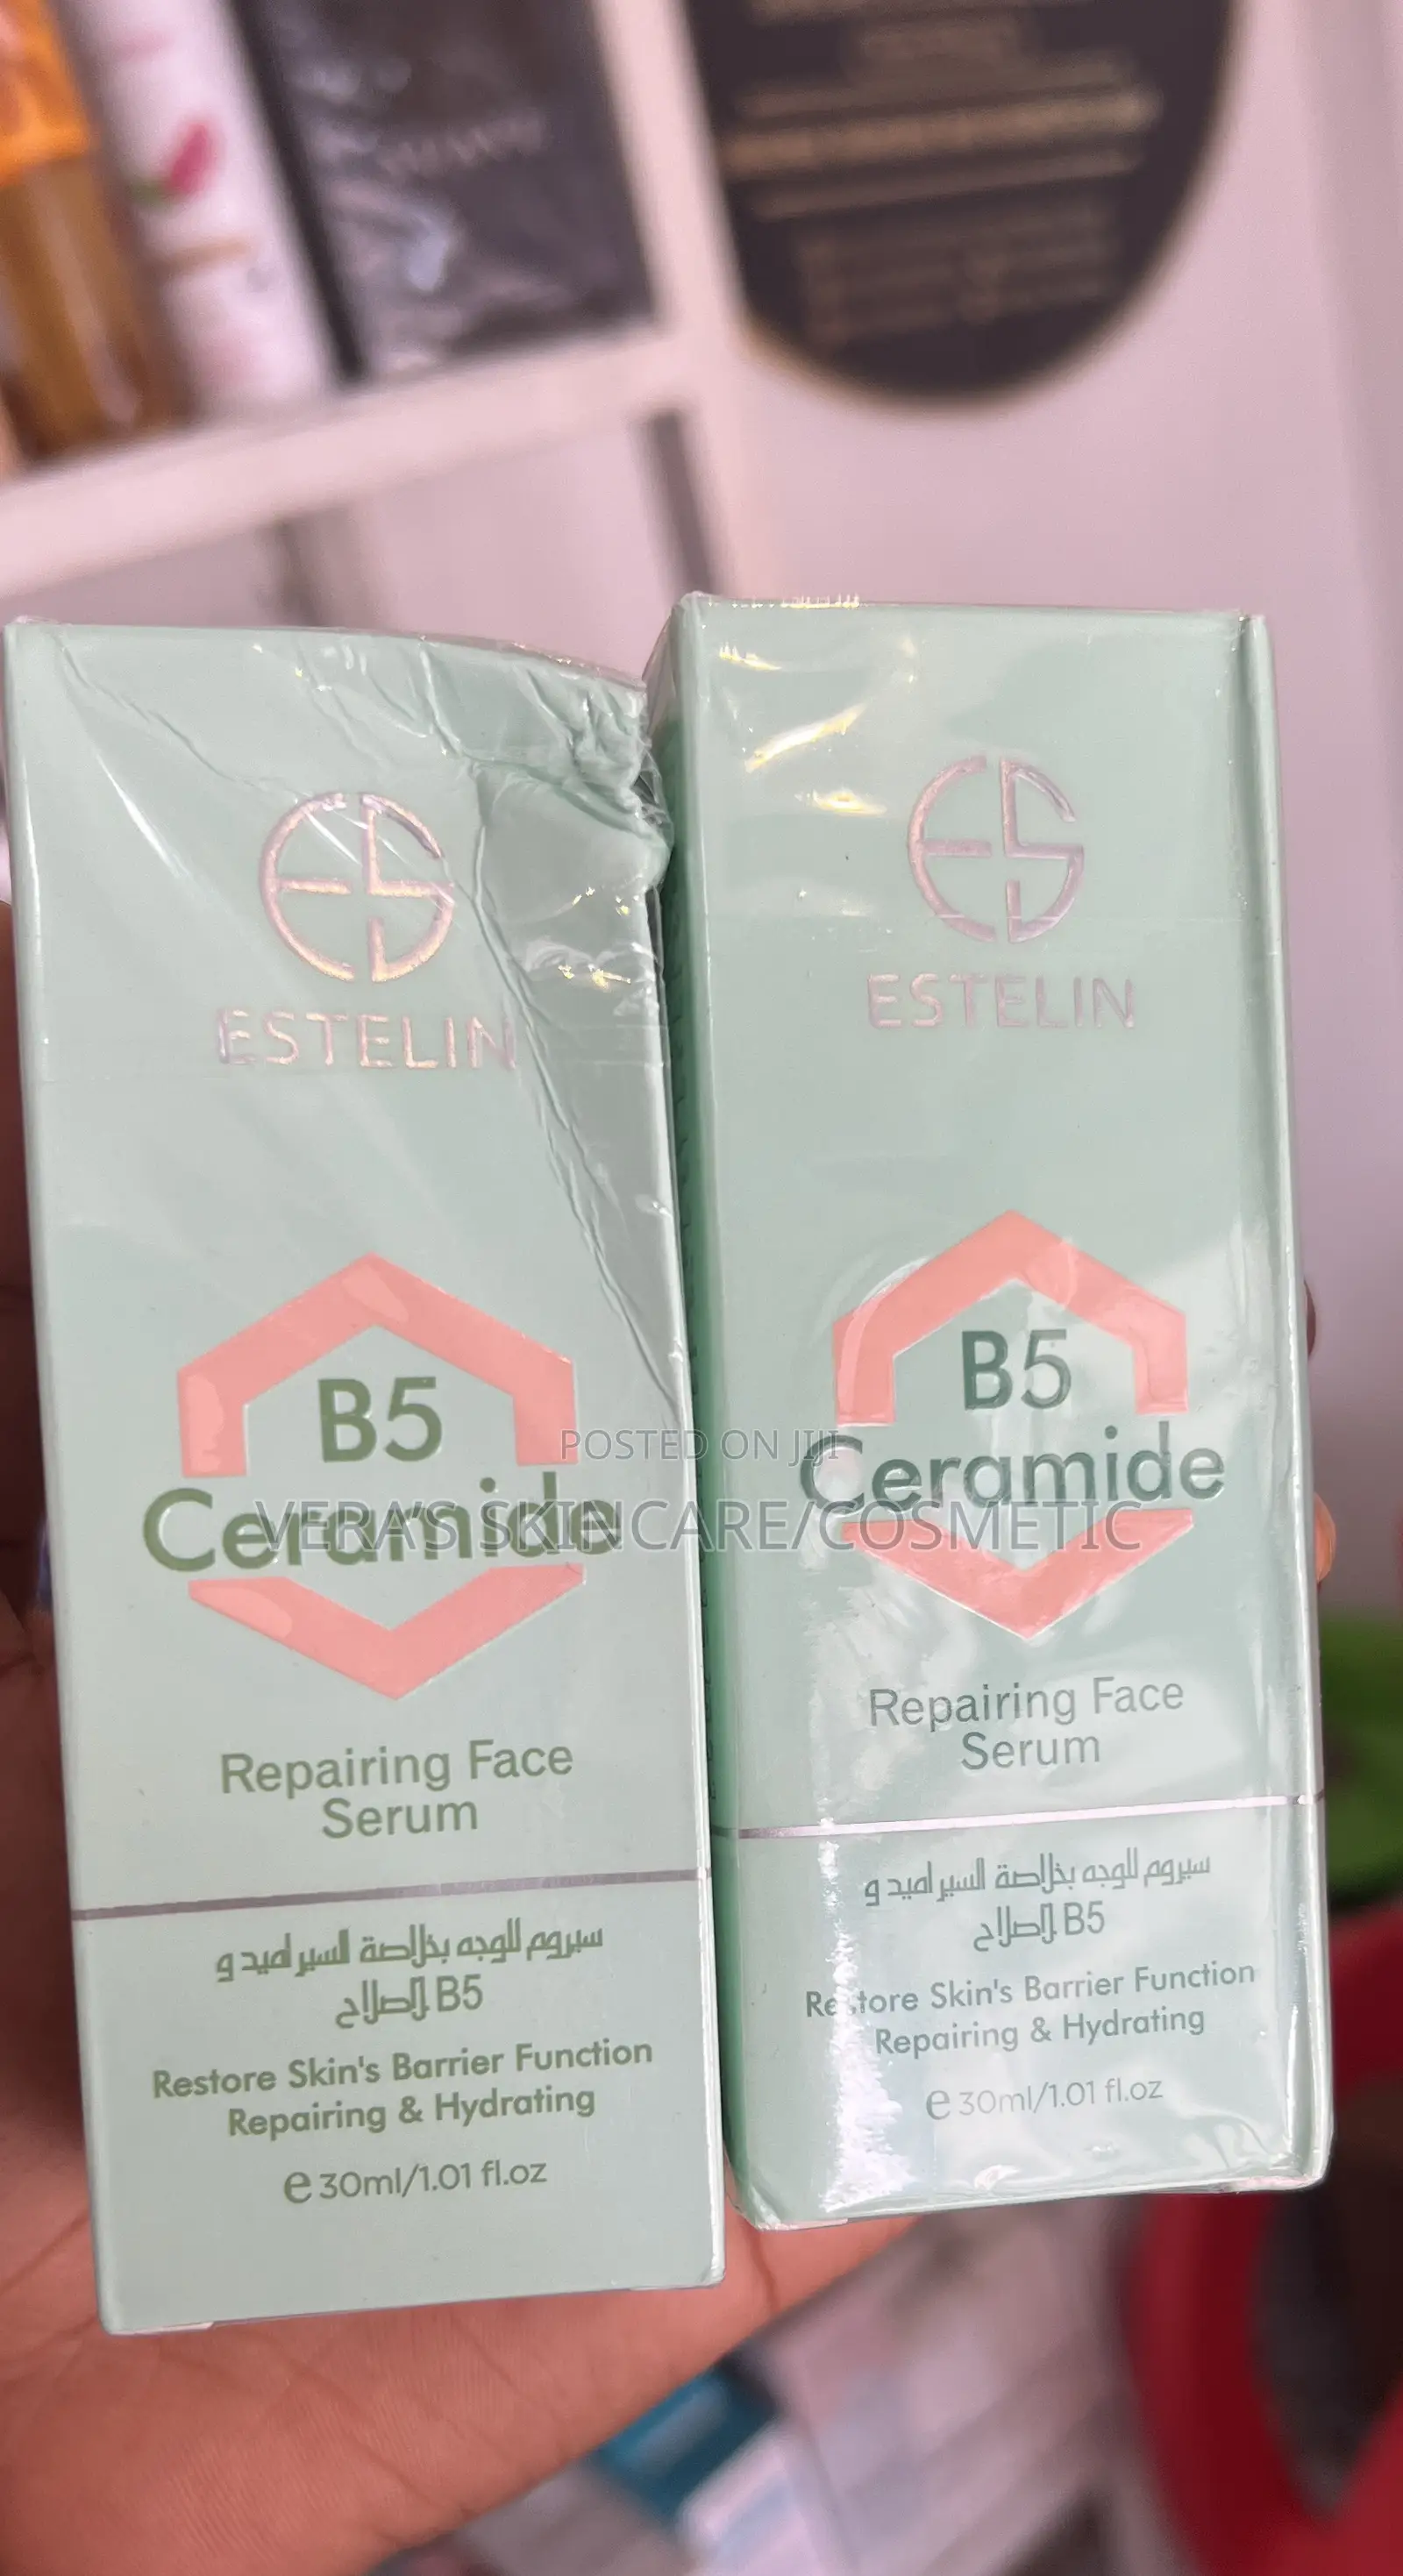 ES
ESTELIN
B5
Ceramide
Repairing Face
Serum
سيروم للوجه بخلاصة السيراميد و
B5 لإصلاح
Restore Skin's Barrier Function
Repairing & Hydrating
e 30ml/1.01 fl.oz
ES
ESTELIN
B5
Ceramide
Repairing Face
Serum
سيروم للوجه بخلاصة السيراميد و
B5 لإصلاح
Restore Skin's Barrier Function
Repairing & Hydrating
e 30ml/1.01 fl.oz
POSTED ON JIJI
VERA'S SKINCARE/COSMETIC